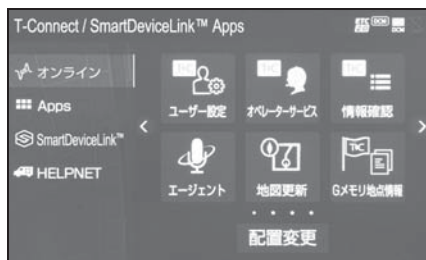 T-Connect / SmartDeviceLink™ Apps
オンライン
Apps
SmartDeviceLink™
HELPNET
ユーザー設定
オペレーターサービス
情報確認
エージェント
地図更新
TC
Gメモリ地点情報
配置変更